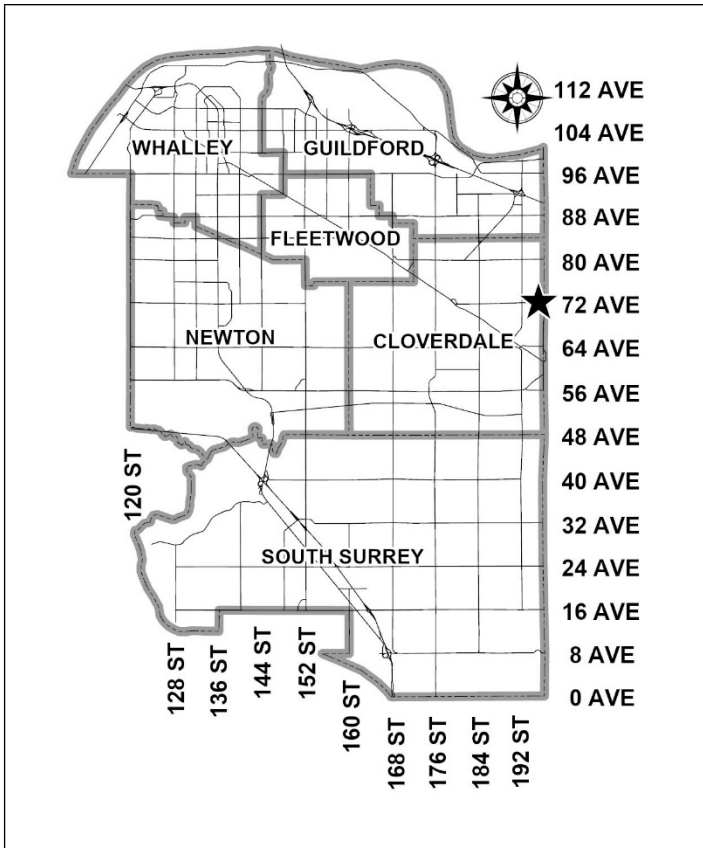 112 AVE
104 AVE
WHALLEY
GUILDFORD
96 AVE
88 AVE
FLEETWOOD
80 AVE
72 AVE
NEWTON
CLOVERDALE
64 AVE
56 AVE
48 AVE
120 ST
40 AVE
32 AVE
SOUTH SURREY
24 AVE
16 AVE
8 AVE
0 AVE
128 ST
136 ST
144 ST
152 ST
160 ST
168 ST
176 ST
184 ST
192 ST